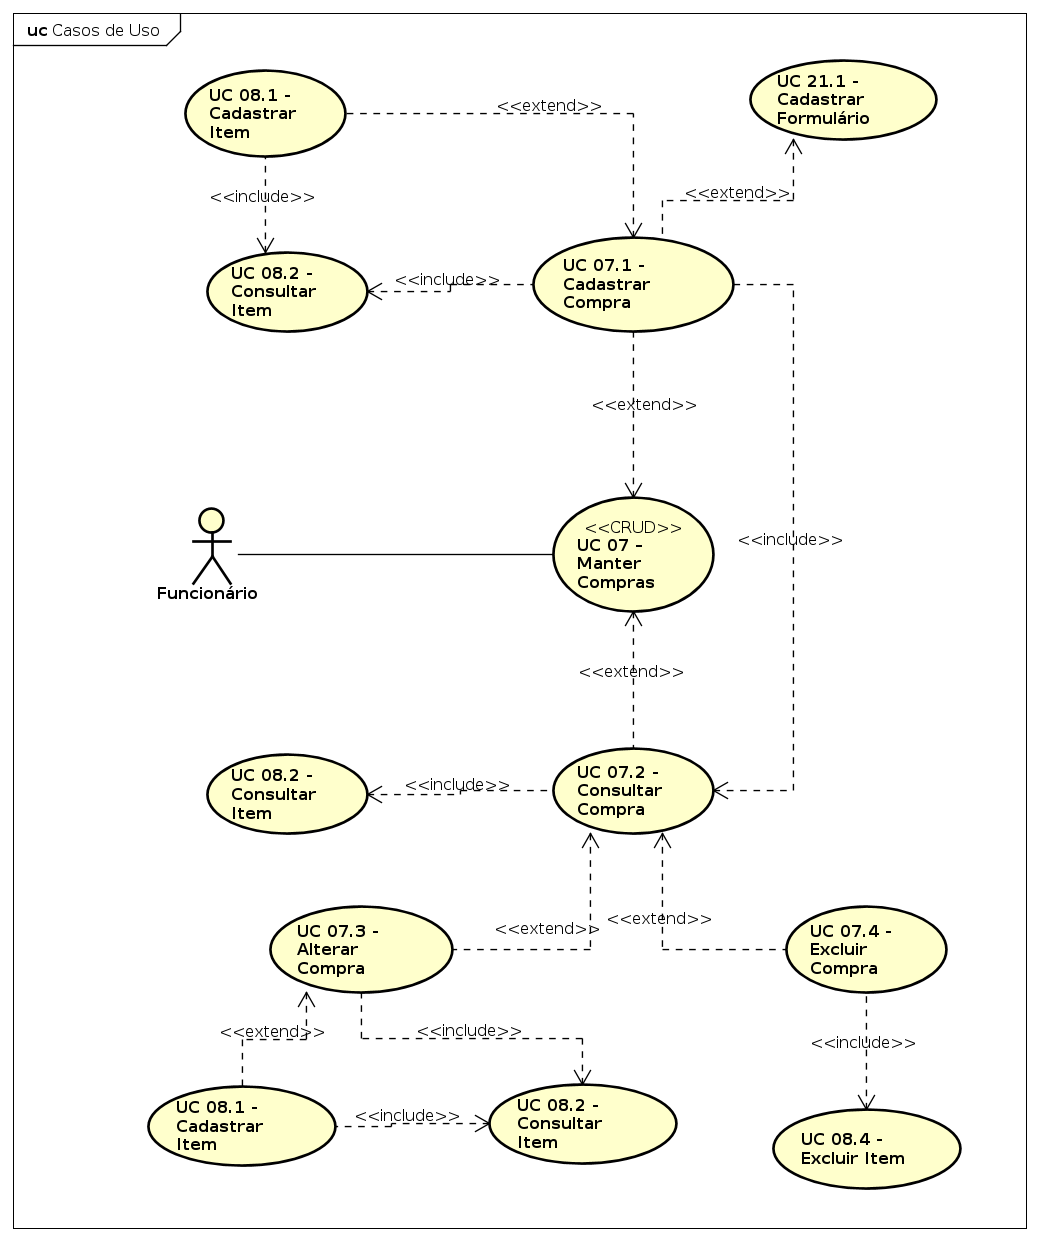 uc Casos de Uso
UC 08.1 -
Cadastrar
Item
<<extend>>
UC 21.1 -
Cadastrar
Formulário
<<include>>
<<extend>>
UC 08.2 -
Consultar
Item
<<include>>
UC 07.1 -
Cadastrar
Compra
<<extend>>
<<CRUD>>
UC 07 -
Manter
Compras
<<include>>
Funcionário
<<extend>>
UC 08.2 -
Consultar
Item
<<include>>
UC 07.2 -
Consultar
Compra
UC 07.3 -
Alterar
Compra
<<extend>>
<<extend>>
UC 07.4 -
Excluir
Compra
<<extend>>
<<include>>
<<include>>
UC 08.1 -
Cadastrar
Item
<<include>>
UC 08.2 -
Consultar
Item
UC 08.4 -
Excluir Item